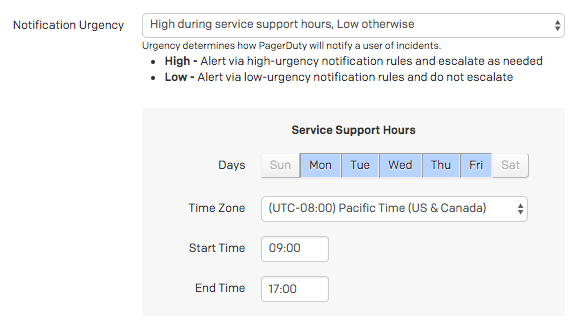 Notification Urgency
High during service support hours, Low otherwise
Urgency determines how PagerDuty will notify a user of incidents.
• High - Alert via high-urgency notification rules and escalate as needed
• Low - Alert via low-urgency notification rules and do not escalate
Service Support Hours
Days Sun Mon Tue Wed Thu Fri Sat
Time Zone (UTC-08:00) Pacific Time (US & Canada)
Start Time 09:00
End Time 17:00